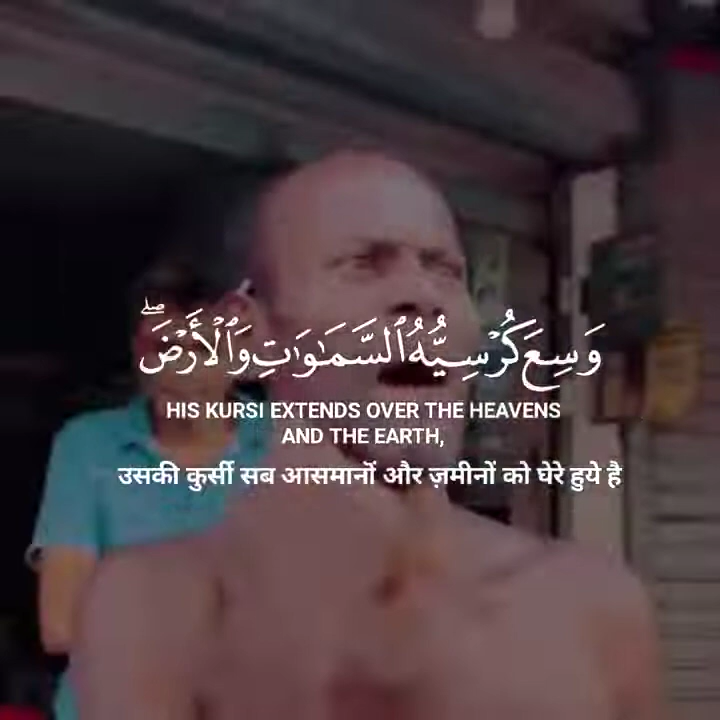 وَسِعَ كُرْسِيُّهُ ٱلسَّمَـٰوَٰتِ وَٱلْأَرْضَ ۖ
HIS KURSI EXTENDS OVER THE HEAVENS
AND THE EARTH,
उसकी कुर्सी सब आसमानों और ज़मीनों को घेरे हुये है